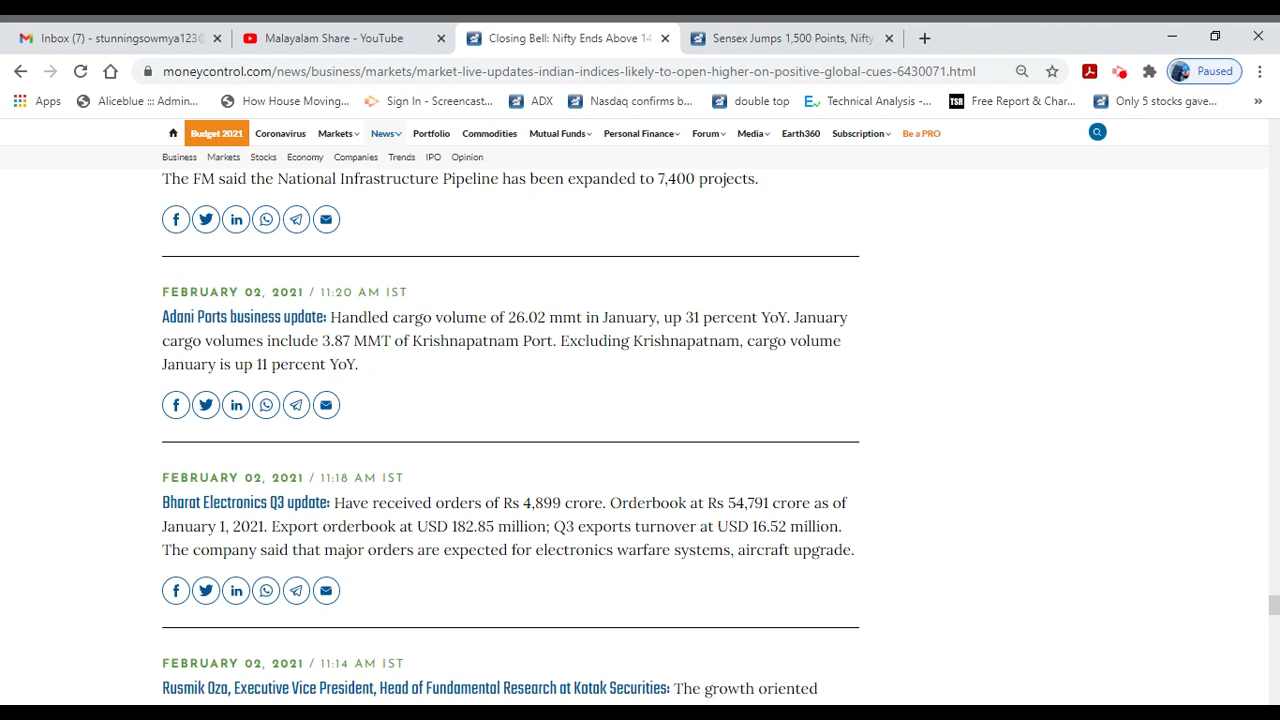 Inbox (7) - stunningsowmya123@
Malayalam Share - YouTube
Closing Bell: Nifty Ends Above 14
Sensex Jumps 1,500 Points, Nifty
moneycontrol.com/news/business/markets/market-live-updates-indian-indices-likely-to-open-higher-on-positive-global-cues-6430071.html
Paused
Apps
Aliceblue ::: Admin...
How House Moving...
Sign In - Screencast...
ADX
Nasdaq confirms b...
double top
Technical Analysis -...
TSR
Free Report & Char...
Only 5 stocks gave...
»
Budget 2021 Coronavirus Markets News Portfolio Commodities Mutual Funds Personal Finance Forum Media Earth360 Subscription Be a PRO
Business Markets Stocks Economy Companies Trends IPO Opinion
The FM said the National Infrastructure Pipeline has been expanded to 7,400 projects.
FEBRUARY 02, 2021 / 11:20 AM IST
Adani Ports business update: Handled cargo volume of 26.02 mmt in January, up 31 percent YoY. January
cargo volumes include 3.87 MMT of Krishnapatnam Port. Excluding Krishnapatnam, cargo volume
January is up 11 percent YoY.
FEBRUARY 02, 2021 / 11:18 AM IST
Bharat Electronics Q3 update: Have received orders of Rs 4,899 crore. Orderbook at Rs 54,791 crore as of
January 1, 2021. Export orderbook at USD 182.85 million; Q3 exports turnover at USD 16.52 million.
The company said that major orders are expected for electronics warfare systems, aircraft upgrade.
FEBRUARY 02, 2021 / 11:14 AM IST
Rusmik Oza, Executive Vice President, Head of Fundamental Research at Kotak Securities: The growth oriented